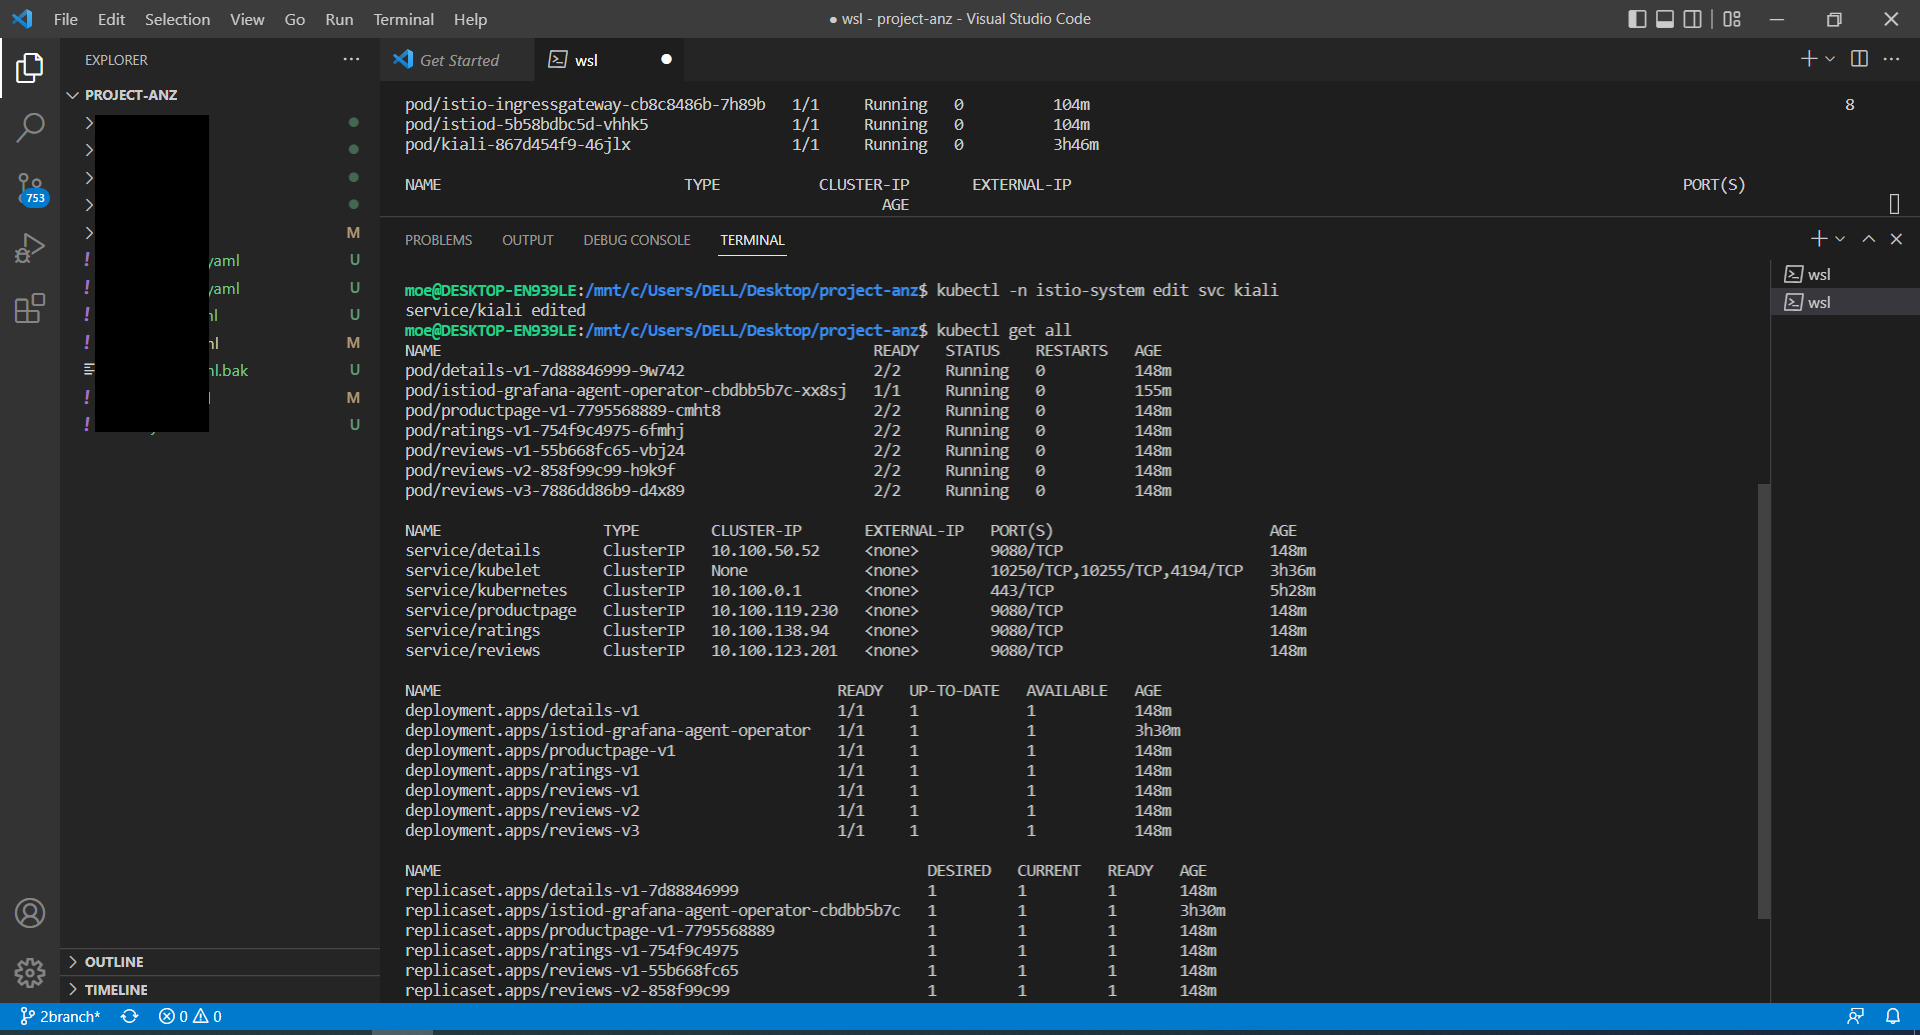 File Edit Selection View Go Run Terminal Help
● wsl - project-anz - Visual Studio Code
EXPLORER
PROJECT-ANZ
M
yaml U
yaml U
nl U
nl M
nl.bak U
M
U
753
OUTLINE
TIMELINE
Get Started
wsl
pod/istio-ingressgateway-cb8c8486b-7h89b 1/1 Running 0 104m 8
pod/istiod-5b58bdbc5d-vhhk5 1/1 Running 0 104m
pod/kiali-867d454f9-46jlx 1/1 Running 0 3h46m
NAME TYPE CLUSTER-IP EXTERNAL-IP PORT(S)
AGE
PROBLEMS OUTPUT DEBUG CONSOLE TERMINAL
wsl
wsl
moe@DESKTOP-EN939LE:/mnt/c/Users/DELL/Desktop/project-anz$ kubectl -n istio-system edit svc kiali
service/kiali edited
moe@DESKTOP-EN939LE:/mnt/c/Users/DELL/Desktop/project-anz$ kubectl get all
NAME READY STATUS RESTARTS AGE
pod/details-v1-7d88846999-9w742 2/2 Running 0 148m
pod/istiod-grafana-agent-operator-cbdbb5b7c-xx8sj 1/1 Running 0 155m
pod/productpage-v1-7795568889-cmht8 2/2 Running 0 148m
pod/ratings-v1-754f9c4975-6fmhj 2/2 Running 0 148m
pod/reviews-v1-55b668fc65-vbj24 2/2 Running 0 148m
pod/reviews-v2-858f99c99-h9k9f 2/2 Running 0 148m
pod/reviews-v3-7886dd86b9-d4x89 2/2 Running 0 148m
NAME TYPE CLUSTER-IP EXTERNAL-IP PORT(S) AGE
service/details ClusterIP 10.100.50.52 <none> 9080/TCP 148m
service/kubelet ClusterIP None <none> 10250/TCP,10255/TCP,4194/TCP 3h36m
service/kubernetes ClusterIP 10.100.0.1 <none> 443/TCP 5h28m
service/productpage ClusterIP 10.100.119.230 <none> 9080/TCP 148m
service/ratings ClusterIP 10.100.138.94 <none> 9080/TCP 148m
service/reviews ClusterIP 10.100.123.201 <none> 9080/TCP 148m
NAME READY UP-TO-DATE AVAILABLE AGE
deployment.apps/details-v1 1/1 1 1 148m
deployment.apps/istiod-grafana-agent-operator 1/1 1 1 3h30m
deployment.apps/productpage-v1 1/1 1 1 148m
deployment.apps/ratings-v1 1/1 1 1 148m
deployment.apps/reviews-v1 1/1 1 1 148m
deployment.apps/reviews-v2 1/1 1 1 148m
deployment.apps/reviews-v3 1/1 1 1 148m
NAME DESIRED CURRENT READY AGE
replicaset.apps/details-v1-7d88846999 1 1 1 148m
replicaset.apps/istiod-grafana-agent-operator-cbdbb5b7c 1 1 1 3h30m
replicaset.apps/productpage-v1-7795568889 1 1 1 148m
replicaset.apps/ratings-v1-754f9c4975 1 1 1 148m
replicaset.apps/reviews-v1-55b668fc65 1 1 1 148m
replicaset.apps/reviews-v2-858f99c99 1 1 1 148m
2branch* 0 0